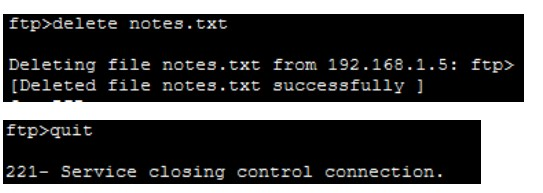 ftp>delete notes.txt
Deleting file notes.txt from 192.168.1.5: ftp>
[Deleted file notes.txt successfully ]
ftp>quit
221- Service closing control connection.